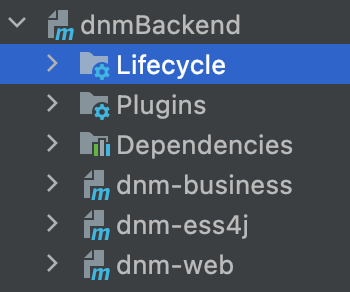 dnmBackend
Lifecycle
Plugins
Dependencies
dnm-business
dnm-ess4j
dnm-web